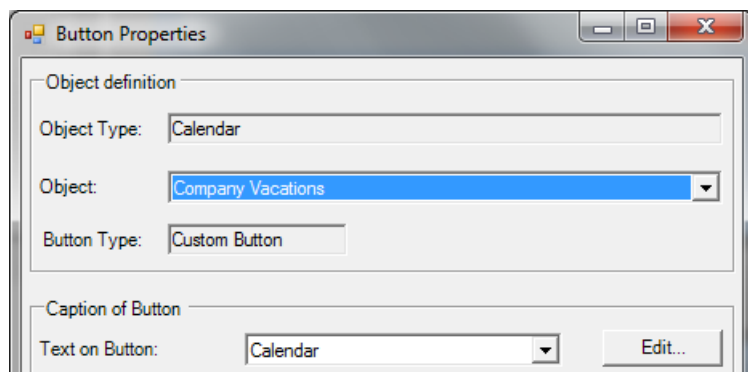 Button Properties
Object definition
Object Type: Calendar
Object: Company Vacations
Button Type: Custom Button
Caption of Button
Text on Button: Calendar Edit...